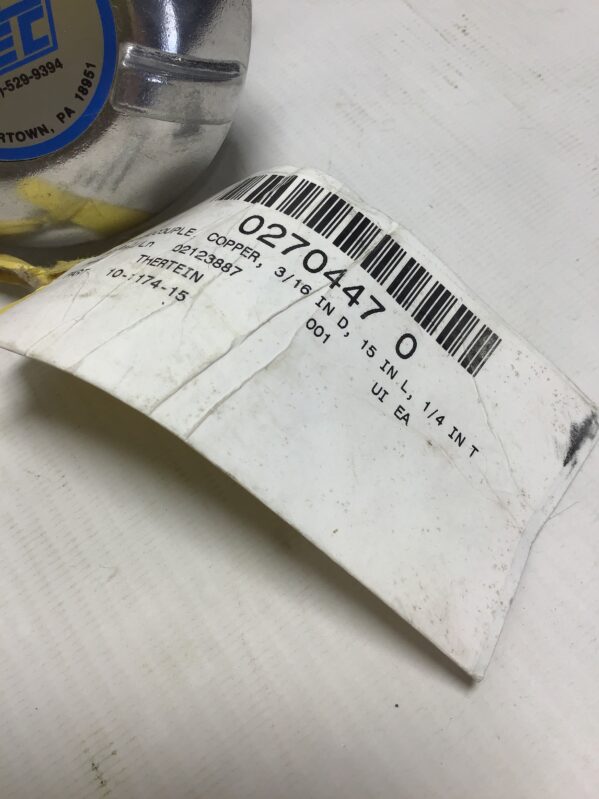 EC
-529-9394
RTOWN, PA 18951
0270447 0
COUPLE, COPPER, 3/16 IN D, 15 IN L, 1/4 IN T
02123887 001 UI EA
THERTEIN
10-
174-15